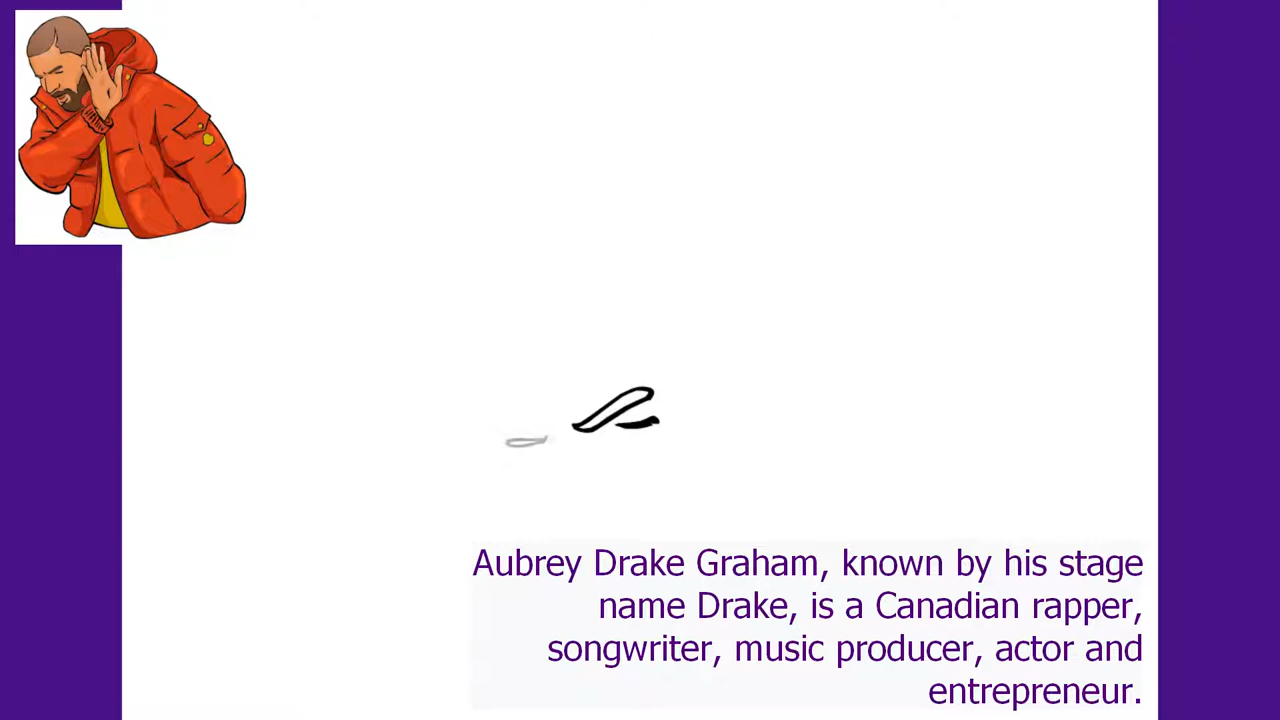 Aubrey Drake Graham, known by his stage
name Drake, is a Canadian rapper,
songwriter, music producer, actor and
entrepreneur.